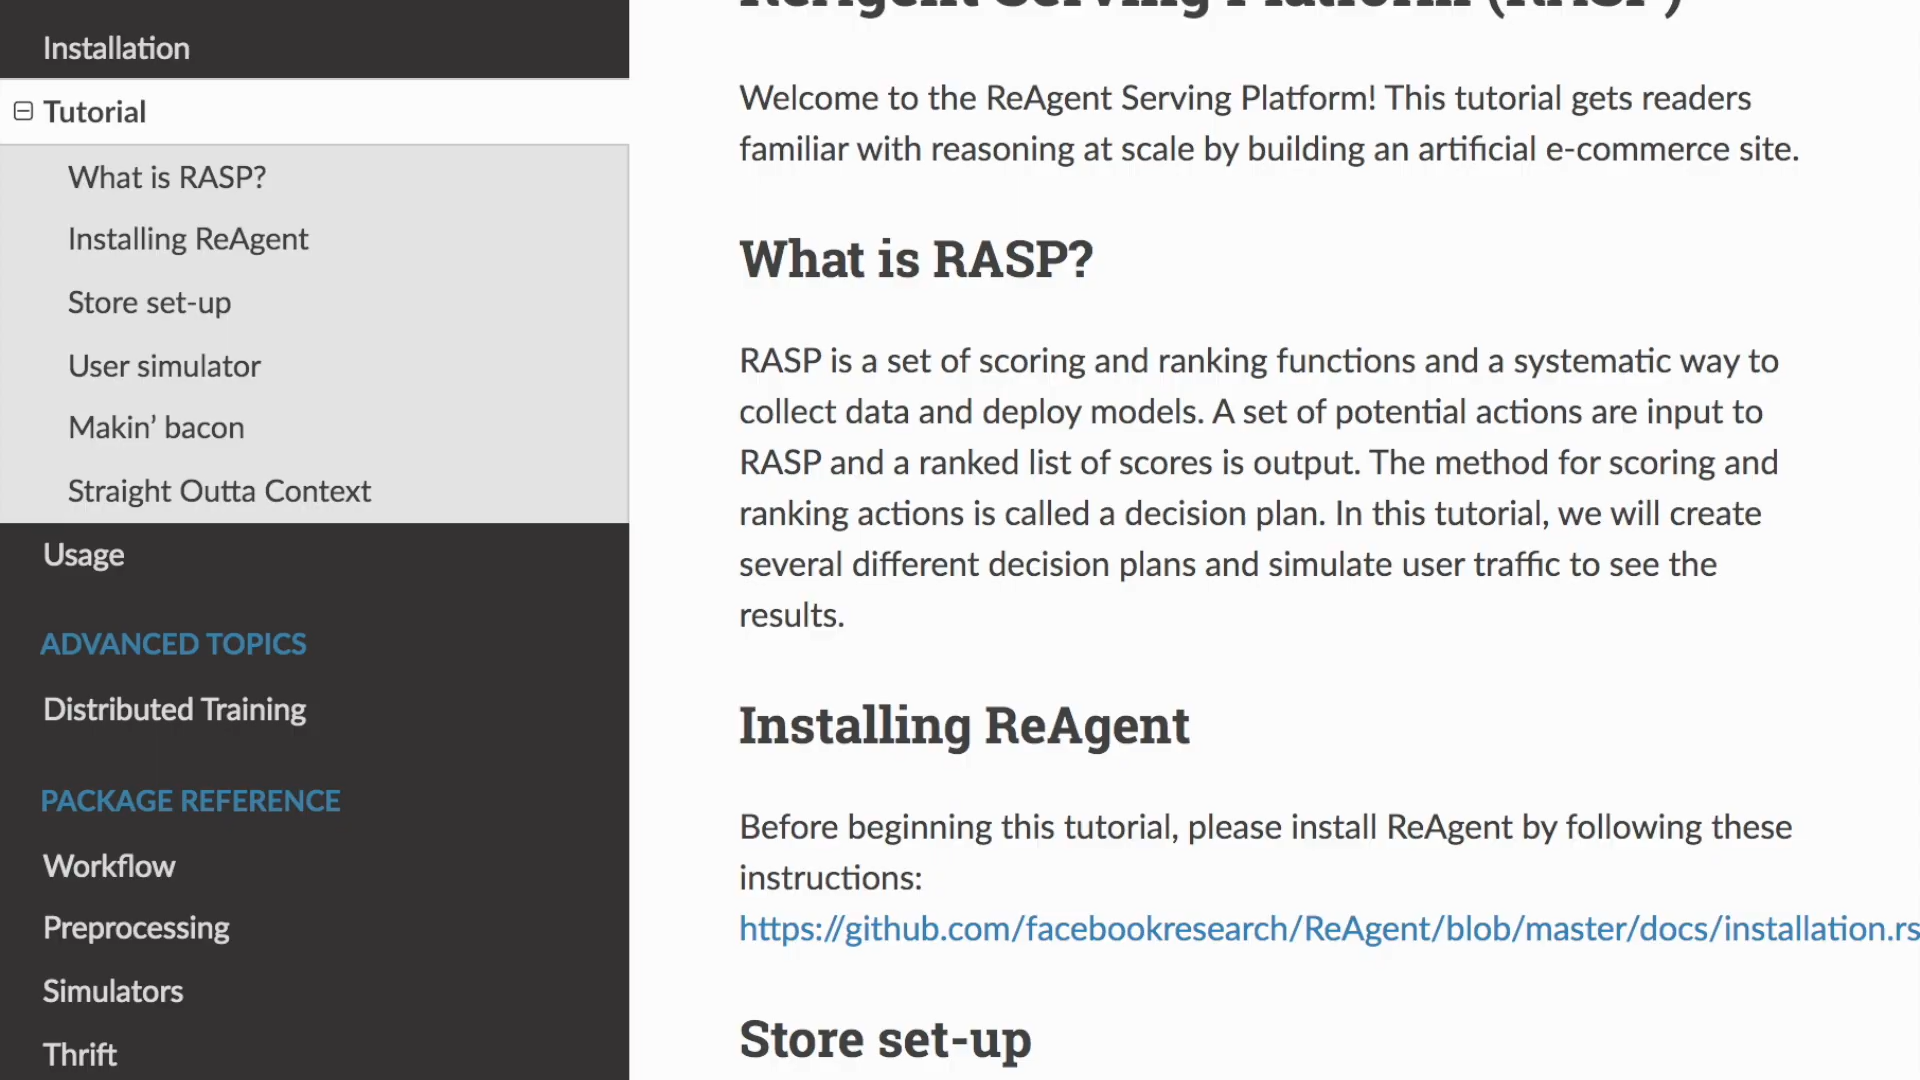 Installation
Tutorial
What is RASP?
Installing ReAgent
Store set-up
User simulator
Makin’ bacon
Straight Outta Context
Usage
ADVANCED TOPICS
Distributed Training
PACKAGE REFERENCE
Workflow
Preprocessing
Simulators
Thrift
ReAgent Serving Platform (RASP)
Welcome to the ReAgent Serving Platform! This tutorial gets readers
familiar with reasoning at scale by building an artificial e-commerce site.
What is RASP?
RASP is a set of scoring and ranking functions and a systematic way to
collect data and deploy models. A set of potential actions are input to
RASP and a ranked list of scores is output. The method for scoring and
ranking actions is called a decision plan. In this tutorial, we will create
several different decision plans and simulate user traffic to see the
results.
Installing ReAgent
Before beginning this tutorial, please install ReAgent by following these
instructions:
https://github.com/facebookresearch/ReAgent/blob/master/docs/installation.rs
Store set-up